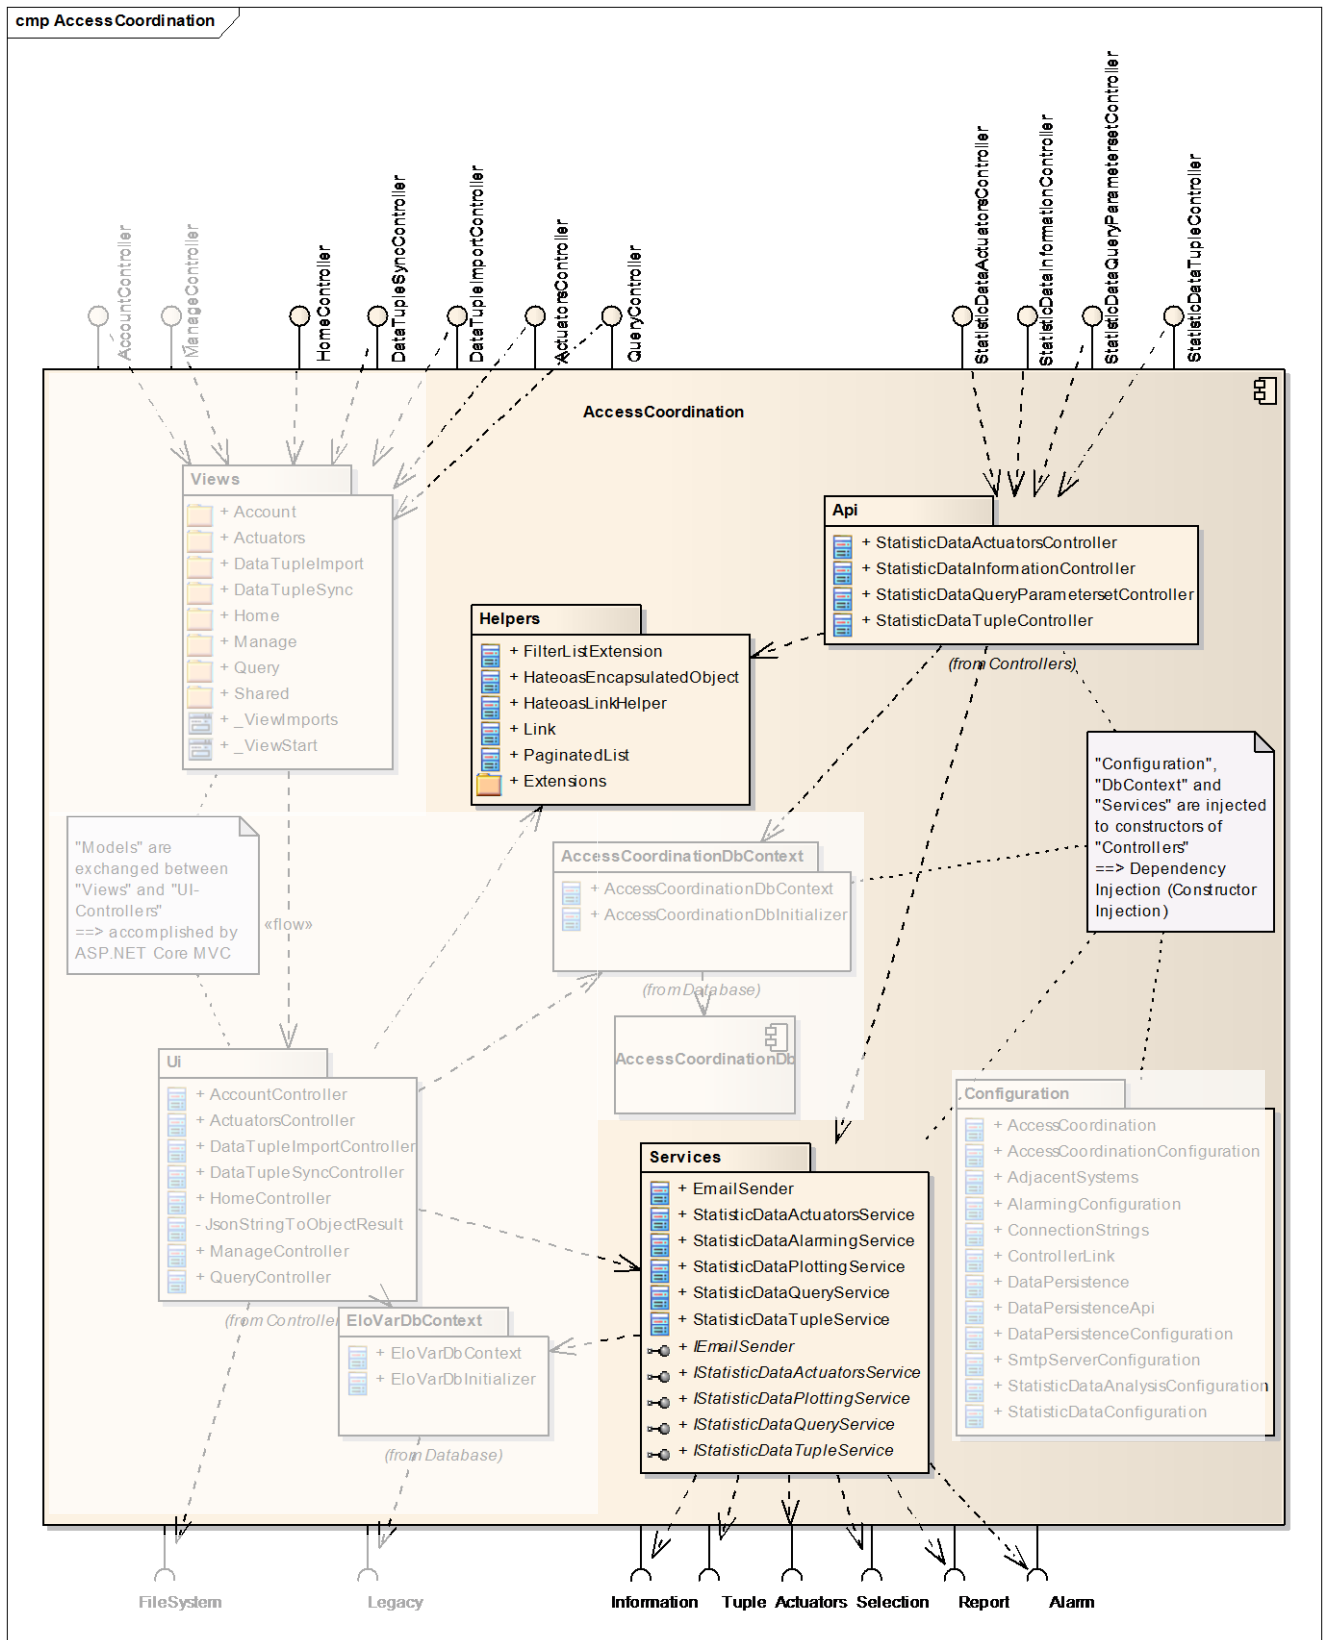 cmp AccessCoordination
AccountController
ManageController
HomeController
DataTupleSyncController
DataTupleImportController
ActuatorsController
QueryController
StatisticDataActuatorsController
StatisticDataInformationController
StatisticDataQueryParametersetController
StatisticDataTupleController
AccessCoordination
Views
+ Account
+ Actuators
+ DataTupleImport
+ DataTupleSync
+ Home
+ Manage
+ Query
+ Shared
+ _ViewImports
+ _ViewStart
Api
+ StatisticDataActuatorsController
+ StatisticDataInformationController
+ StatisticDataQueryParametersetController
+ StatisticDataTupleController
(from Controllers)
Helpers
+ FilterListExtension
+ HateoasEncapsulatedObject
+ HateoasLinkHelper
+ Link
+ PaginatedList
+ Extensions
"Configuration",
"DbContext" and
"Services" are injected
to constructors of
"Controllers"
==> Dependency
Injection (Constructor
Injection)
"Models" are
exchanged between
"Views" and "UI-
Controllers"
==> accomplished by
ASP.NET Core MVC
«flow»
AccessCoordinationDbContext
+ AccessCoordinationDbContext
+ AccessCoordinationDbInitializer
(from Database)
AccessCoordinationDb
Ui
+ AccountController
+ ActuatorsController
+ DataTupleImportController
+ DataTupleSyncController
+ HomeController
- JsonStringToObjectResult
+ ManageController
+ QueryController
(from Controller
EloVarDbContext
+ EloVarDbContext
+ EloVarDbInitializer
(from Database)
Services
+ EmailSender
+ StatisticDataActuatorsService
+ StatisticDataAlarmingService
+ StatisticDataPlottingService
+ StatisticDataQueryService
+ StatisticDataTupleService
+ IEmailSender
+ IStatisticDataActuatorsService
+ IStatisticDataPlottingService
+ IStatisticDataQueryService
+ IStatisticDataTupleService
Configuration
+ AccessCoordination
+ AccessCoordinationConfiguration
+ AdjacentSystems
+ AlarmingConfiguration
+ ConnectionStrings
+ ControllerLink
+ DataPersistence
+ DataPersistenceApi
+ DataPersistenceConfiguration
+ SmtpServerConfiguration
+ StatisticDataAnalysisConfiguration
+ StatisticDataConfiguration
FileSystem
Legacy
Information
Tuple
Actuators
Selection
Report
Alarm